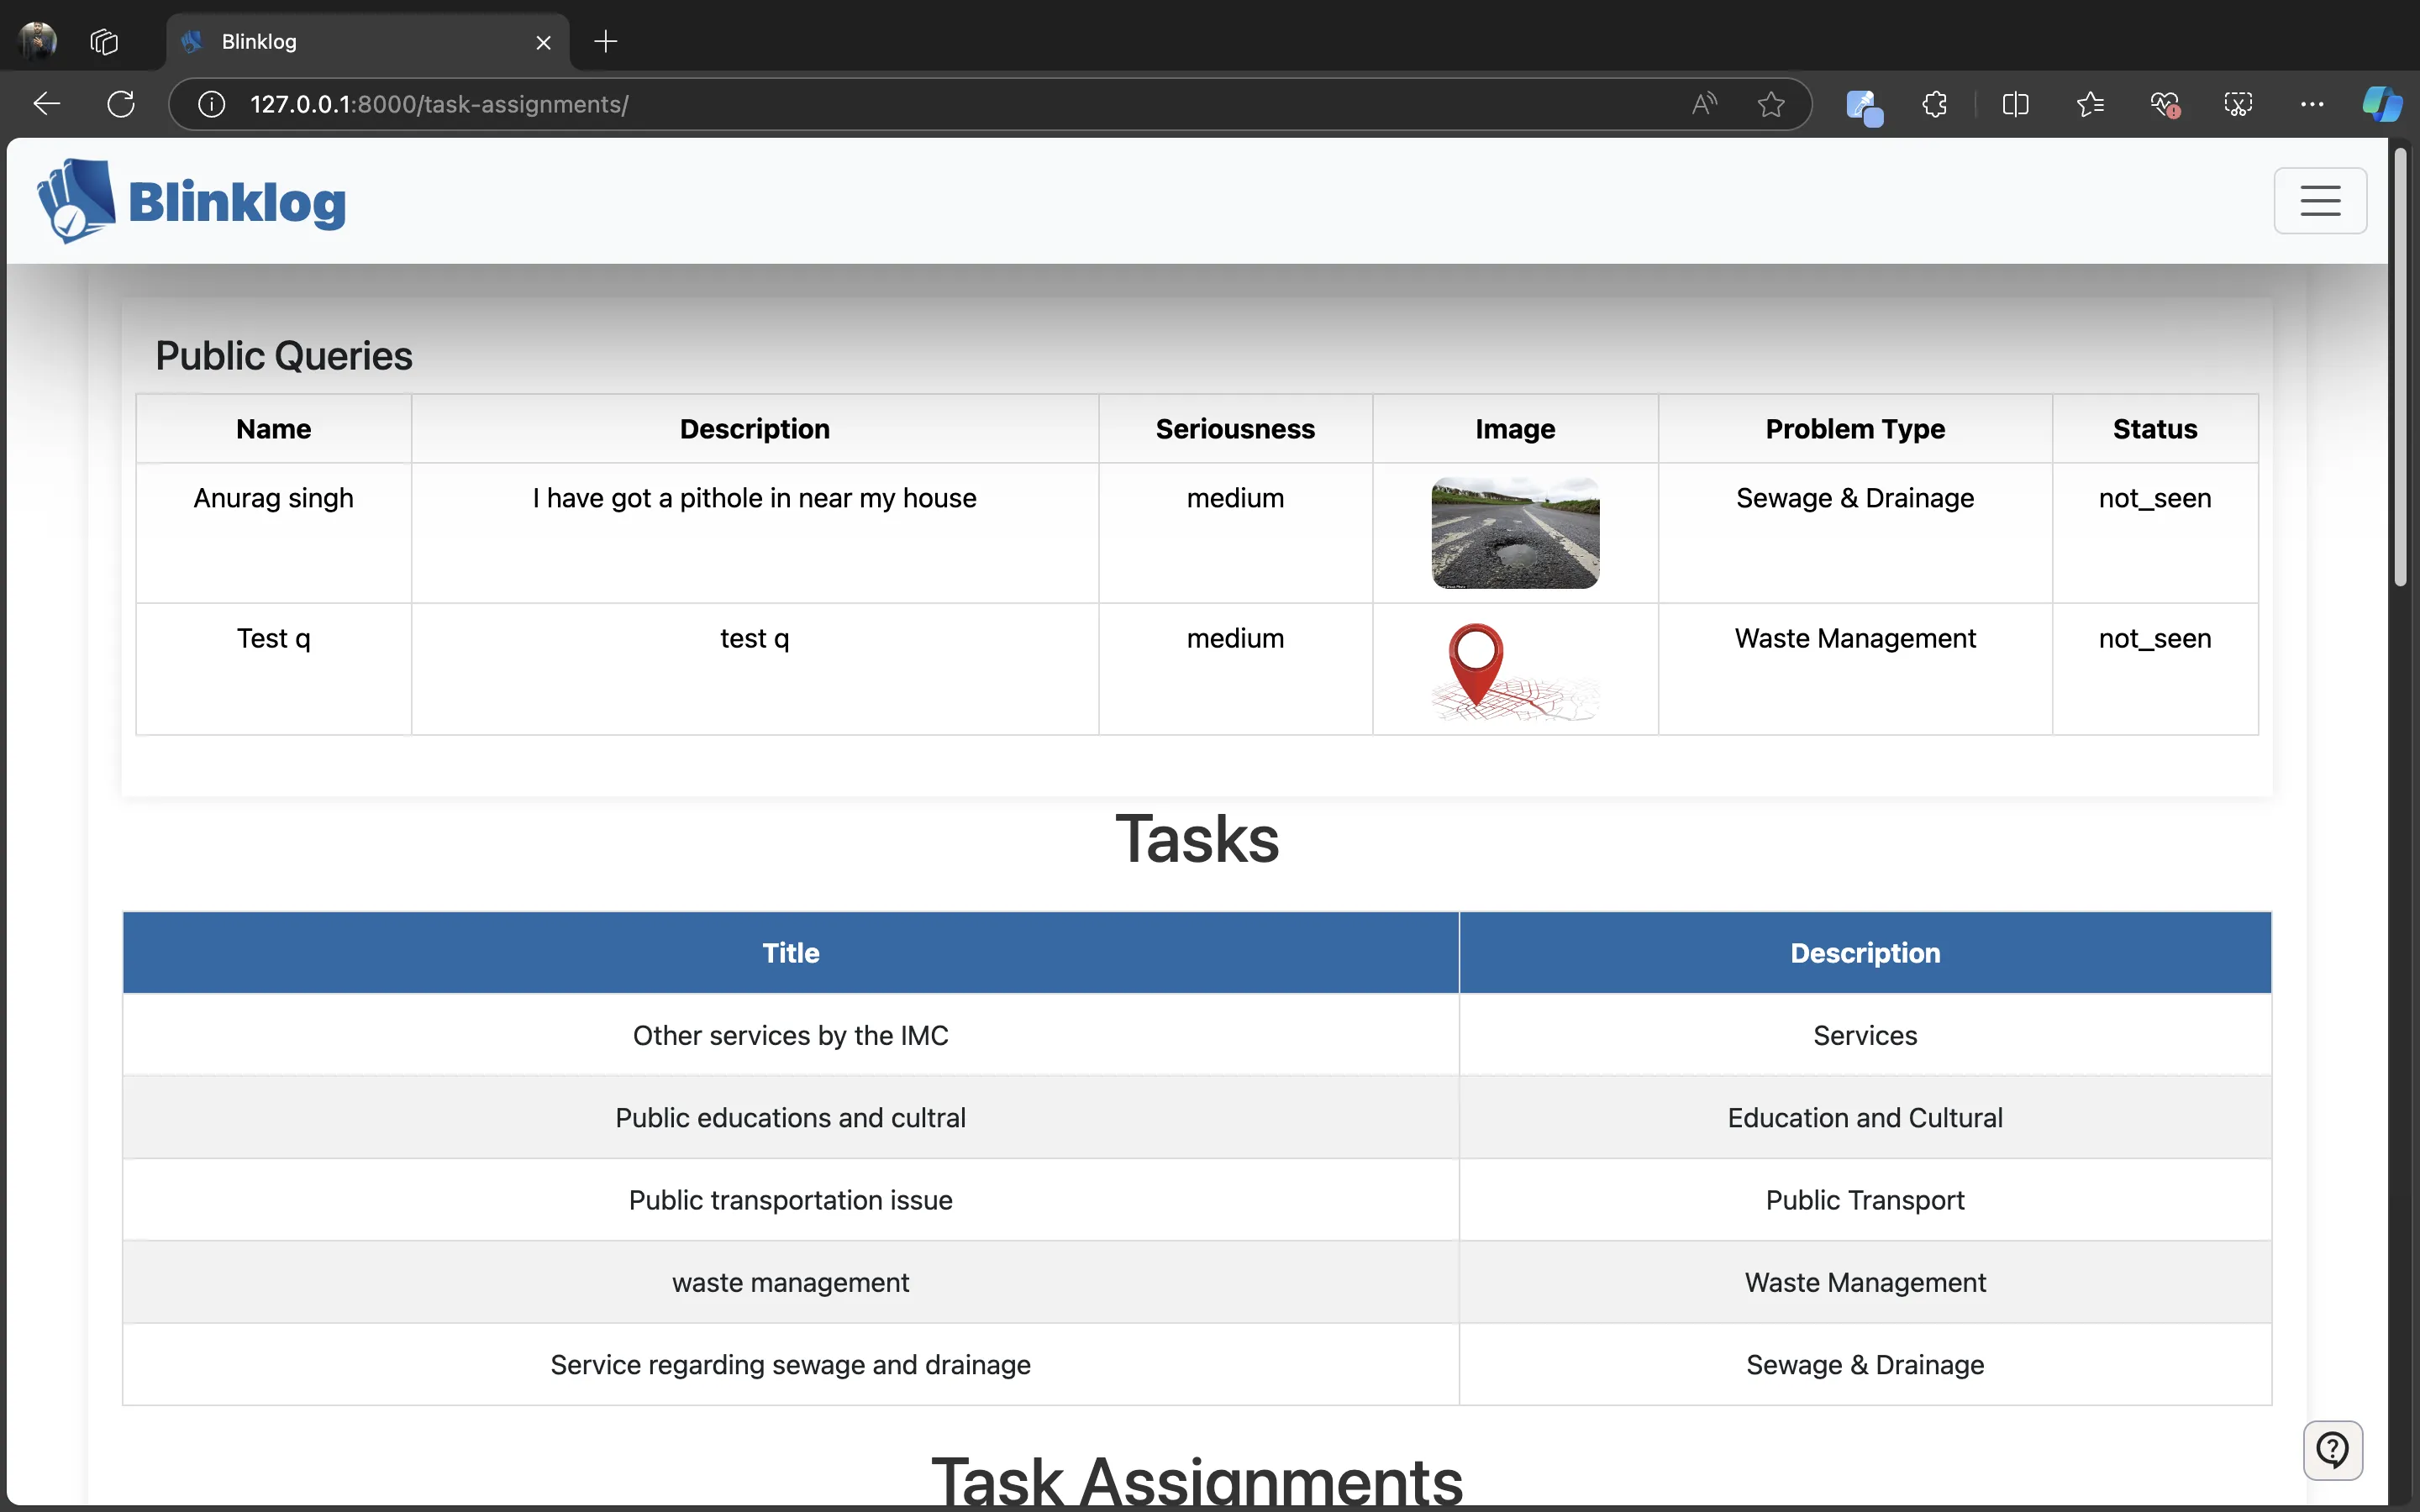 Blinklog
127.0.0.1:8000/task-assignments/
Blinklog
Public Queries
Name Description Seriousness Image Problem Type Status
Anurag singh I have got a pithole in near my house medium Sewage & Drainage not_seen
Test q test q medium Waste Management not_seen
Tasks
Title Description
Other services by the IMC Services
Public educations and cultral Education and Cultural
Public transportation issue Public Transport
waste management Waste Management
Service regarding sewage and drainage Sewage & Drainage
Task Assignments